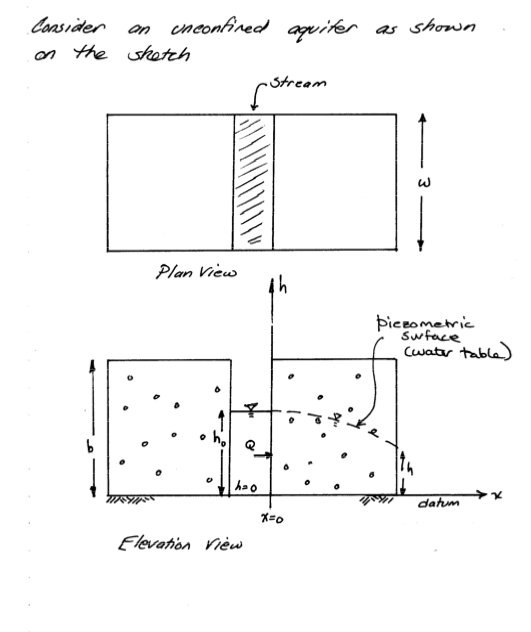 Consider an unconfined aquifer as shown
on the sketch
Stream
w
Plan View
h
piezometric
surface
(water table)
b
h₀
Q
h
h=0
x
datum
x=0
Elevation View